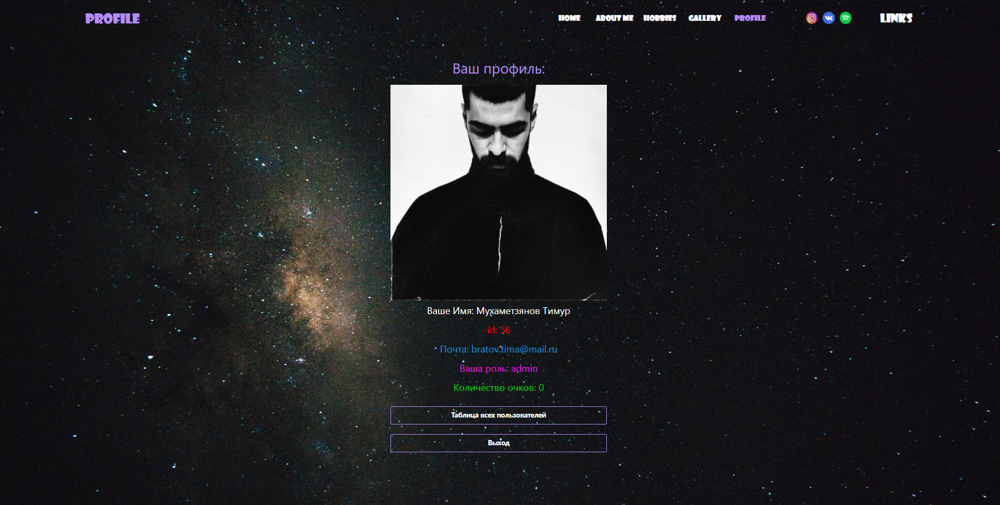 PROFILE
HOME ABOUT ME HOBBIES GALLERY PROFILE
LINKS
Ваш профиль:
Ваше Имя: Мухаметзянов Тимур
id: 56
Почта: bratov.tima@mail.ru
Ваша роль: admin
Количество очков: 0
Таблица всех пользователей
Выход